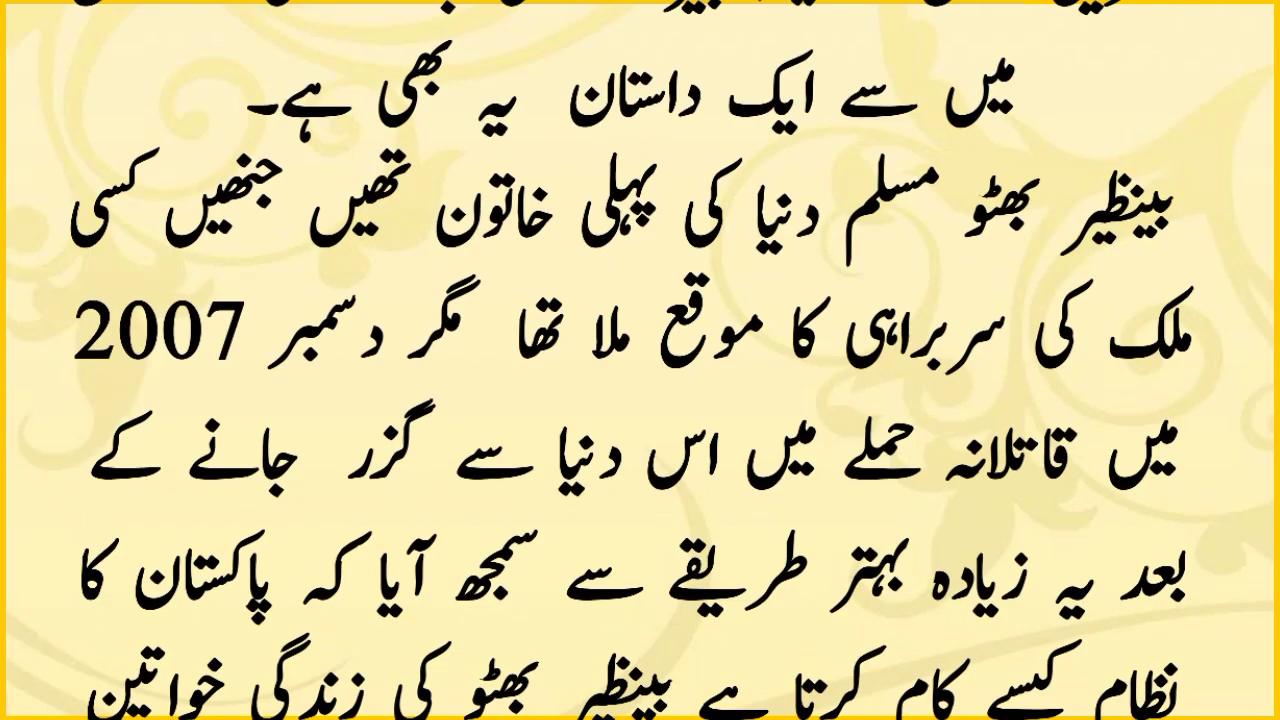 میں سے ایک داستان یہ بھی ہے۔
بینظیر بھٹو مسلم دنیا کی پہلی خاتون تھیں جنھیں کسی
ملک کی سربراہی کا موقع ملا تھا مگر دسمبر 2007
میں قاتلانہ حملے میں اس دنیا سے گزر جانے کے
بعد یہ زیادہ بہتر طریقے سے سمجھ آیا کہ پاکستان کا
نظام کیسے کام کرتا ہے بینظیر بھٹو کی زندگی خواتین